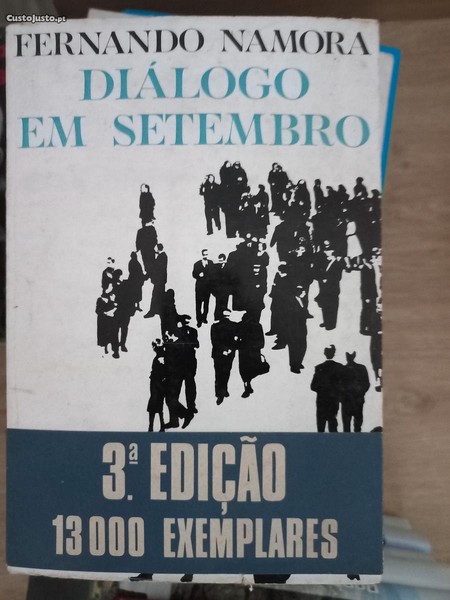 CustoJusto.pt
FERNANDO NAMORA
DIÁLOGO
EM SETEMBRO
3.ª EDIÇÃO
13 000 EXEMPLARES